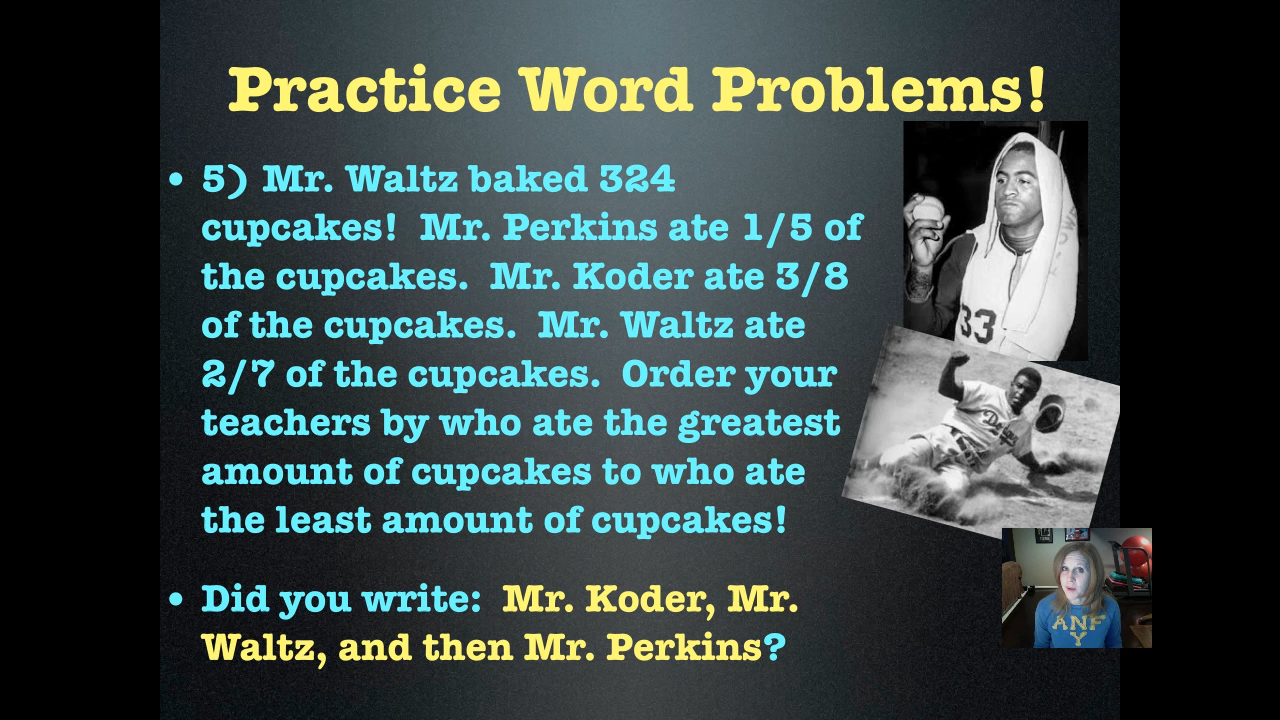 Practice Word Problems!
• 5) Mr. Waltz baked 324
cupcakes! Mr. Perkins ate 1/5 of
the cupcakes. Mr. Koder ate 3/8
of the cupcakes. Mr. Waltz ate
2/7 of the cupcakes. Order your
teachers by who ate the greatest
amount of cupcakes to who ate
the least amount of cupcakes!
• Did you write: Mr. Koder, Mr.
Waltz, and then Mr. Perkins?
33